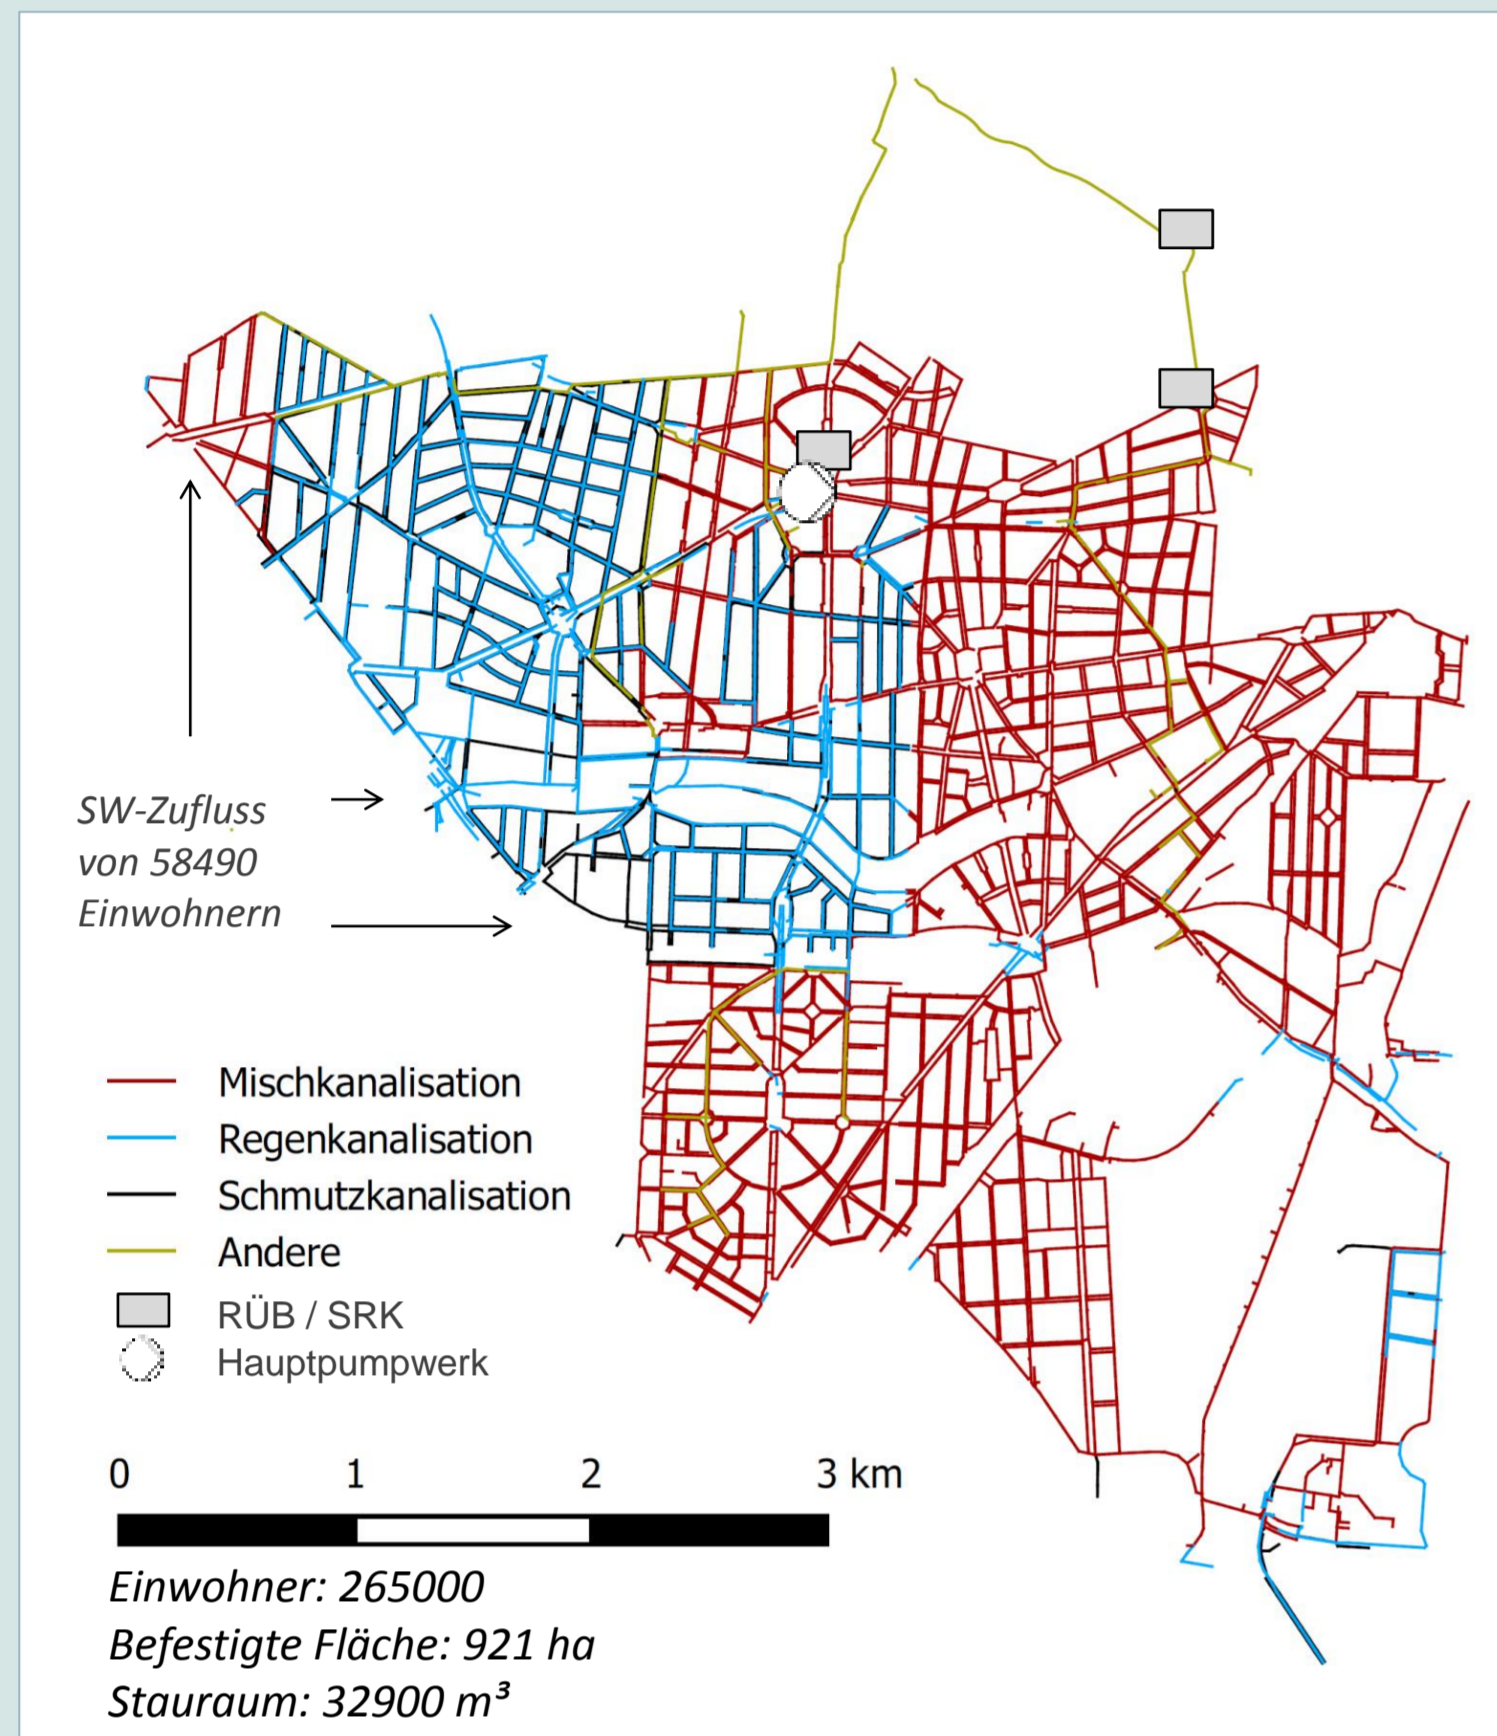 SW-Zufluss
von 58490
Einwohnern
Mischkanalisation
Regenkanalisation
Schmutzkanalisation
Andere
RÜB / SRK
Hauptpumpwerk
0 1 2 3 km
Einwohner: 265000
Befestigte Fläche: 921 ha
Stauraum: 32900 m³